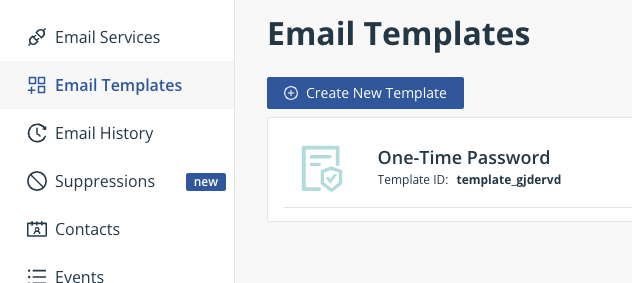 Email Services
Email Templates
Email History
Suppressions new
Contacts
Events
Email Templates
Create New Template
One-Time Password
Template ID: template_gjdervd